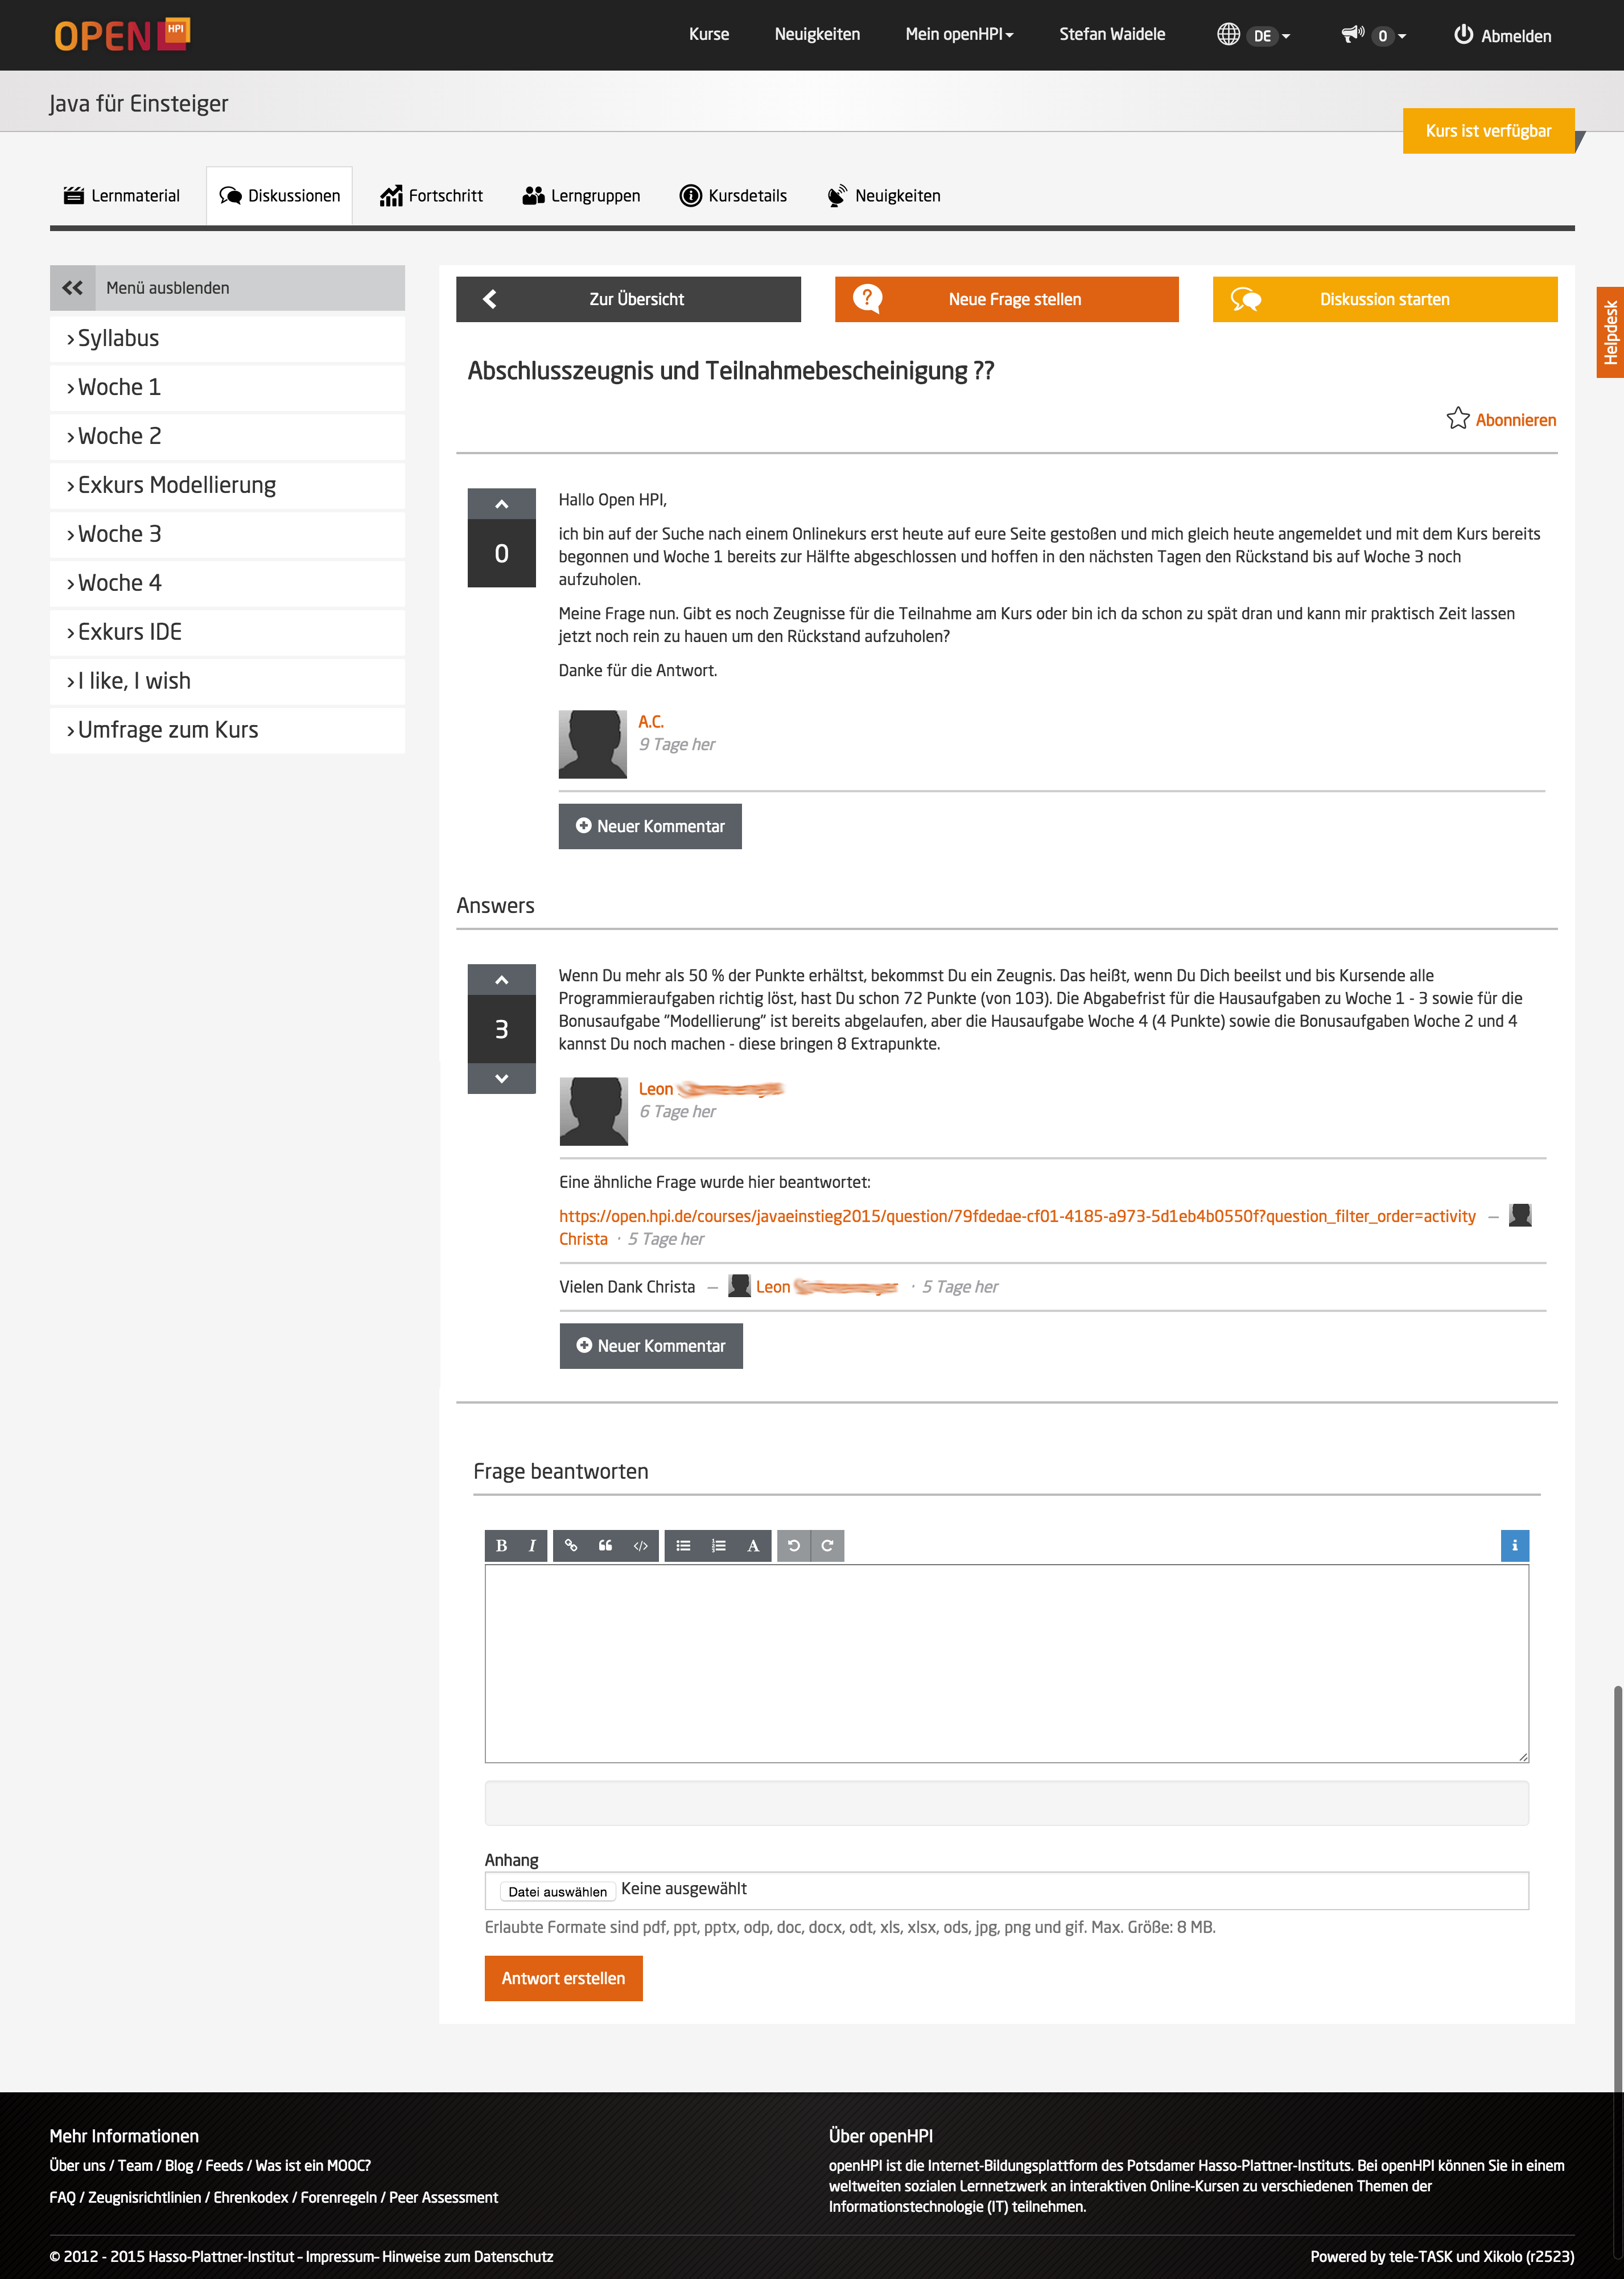 OPEN HPI
Kurse Neuigkeiten Mein openHPI Stefan Waidele DE 0 Abmelden
Java für Einsteiger
Kurs ist verfügbar
Lernmaterial Diskussionen Fortschritt Lerngruppen Kursdetails Neuigkeiten
Menü ausblenden
Syllabus
Woche 1
Woche 2
Exkurs Modellierung
Woche 3
Woche 4
Exkurs IDE
I like, I wish
Umfrage zum Kurs
Zur Übersicht Neue Frage stellen Diskussion starten
Helpdesk
Abschlusszeugnis und Teilnahmebescheinigung ??
Abonnieren
0
Hallo Open HPI,
ich bin auf der Suche nach einem Onlinekurs erst heute auf eure Seite gestoßen und mich gleich heute angemeldet und mit dem Kurs bereits
begonnen und Woche 1 bereits zur Hälfte abgeschlossen und hoffen in den nächsten Tagen den Rückstand bis auf Woche 3 noch
aufzuholen.
Meine Frage nun. Gibt es noch Zeugnisse für die Teilnahme am Kurs oder bin ich da schon zu spät dran und kann mir praktisch Zeit lassen
jetzt noch rein zu hauen um den Rückstand aufzuholen?
Danke für die Antwort.
A.C.
9 Tage her
Neuer Kommentar
Answers
3
Wenn Du mehr als 50 % der Punkte erhältst, bekommst Du ein Zeugnis. Das heißt, wenn Du Dich beeilst und bis Kursende alle
Programmieraufgaben richtig löst, hast Du schon 72 Punkte (von 103). Die Abgabefrist für die Hausaufgaben zu Woche 1 - 3 sowie für die
Bonusaufgabe "Modellierung" ist bereits abgelaufen, aber die Hausaufgabe Woche 4 (4 Punkte) sowie die Bonusaufgaben Woche 2 und 4
kannst Du noch machen - diese bringen 8 Extrapunkte.
Leon
6 Tage her
Eine ähnliche Frage wurde hier beantwortet:
https://open.hpi.de/courses/javaeinstieg2015/question/79fdedae-cf01-4185-a973-5d1eb4b0550f?question_filter_order=activity —
Christa · 5 Tage her
Vielen Dank Christa — Leon · 5 Tage her
Neuer Kommentar
Frage beantworten
B I A i
Anhang
Datei auswählen Keine ausgewählt
Erlaubte Formate sind pdf, ppt, pptx, odp, doc, docx, odt, xls, xlsx, ods, jpg, png und gif. Max. Größe: 8 MB.
Antwort erstellen
Mehr Informationen
Über uns / Team / Blog / Feeds / Was ist ein MOOC?
FAQ / Zeugnisrichtlinien / Ehrenkodex / Forenregeln / Peer Assessment
Über openHPI
openHPI ist die Internet-Bildungsplattform des Potsdamer Hasso-Plattner-Instituts. Bei openHPI können Sie in einem
weltweiten sozialen Lernnetzwerk an interaktiven Online-Kursen zu verschiedenen Themen der
Informationstechnologie (IT) teilnehmen.
© 2012 - 2015 Hasso-Plattner-Institut – Impressum– Hinweise zum Datenschutz
Powered by tele-TASK und Xikolo (r2523)